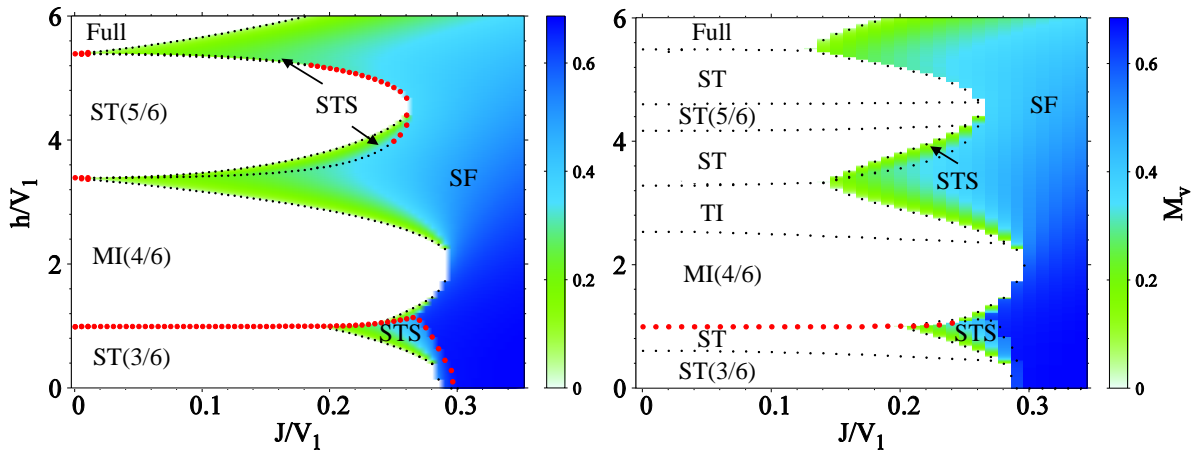 6
4
2
0
h/V1
Full
ST(5/6)
MI(4/6)
ST(3/6)
STS
STS
SF
0
0.1
0.2
0.3
J/V1
0.6
0.4
0.2
0
6
4
2
0
Full
ST
ST(5/6)
ST
TI
MI(4/6)
ST
ST(3/6)
STS
STS
SF
0
0.1
0.2
0.3
J/V1
0.6
0.4
0.2
0
Mv